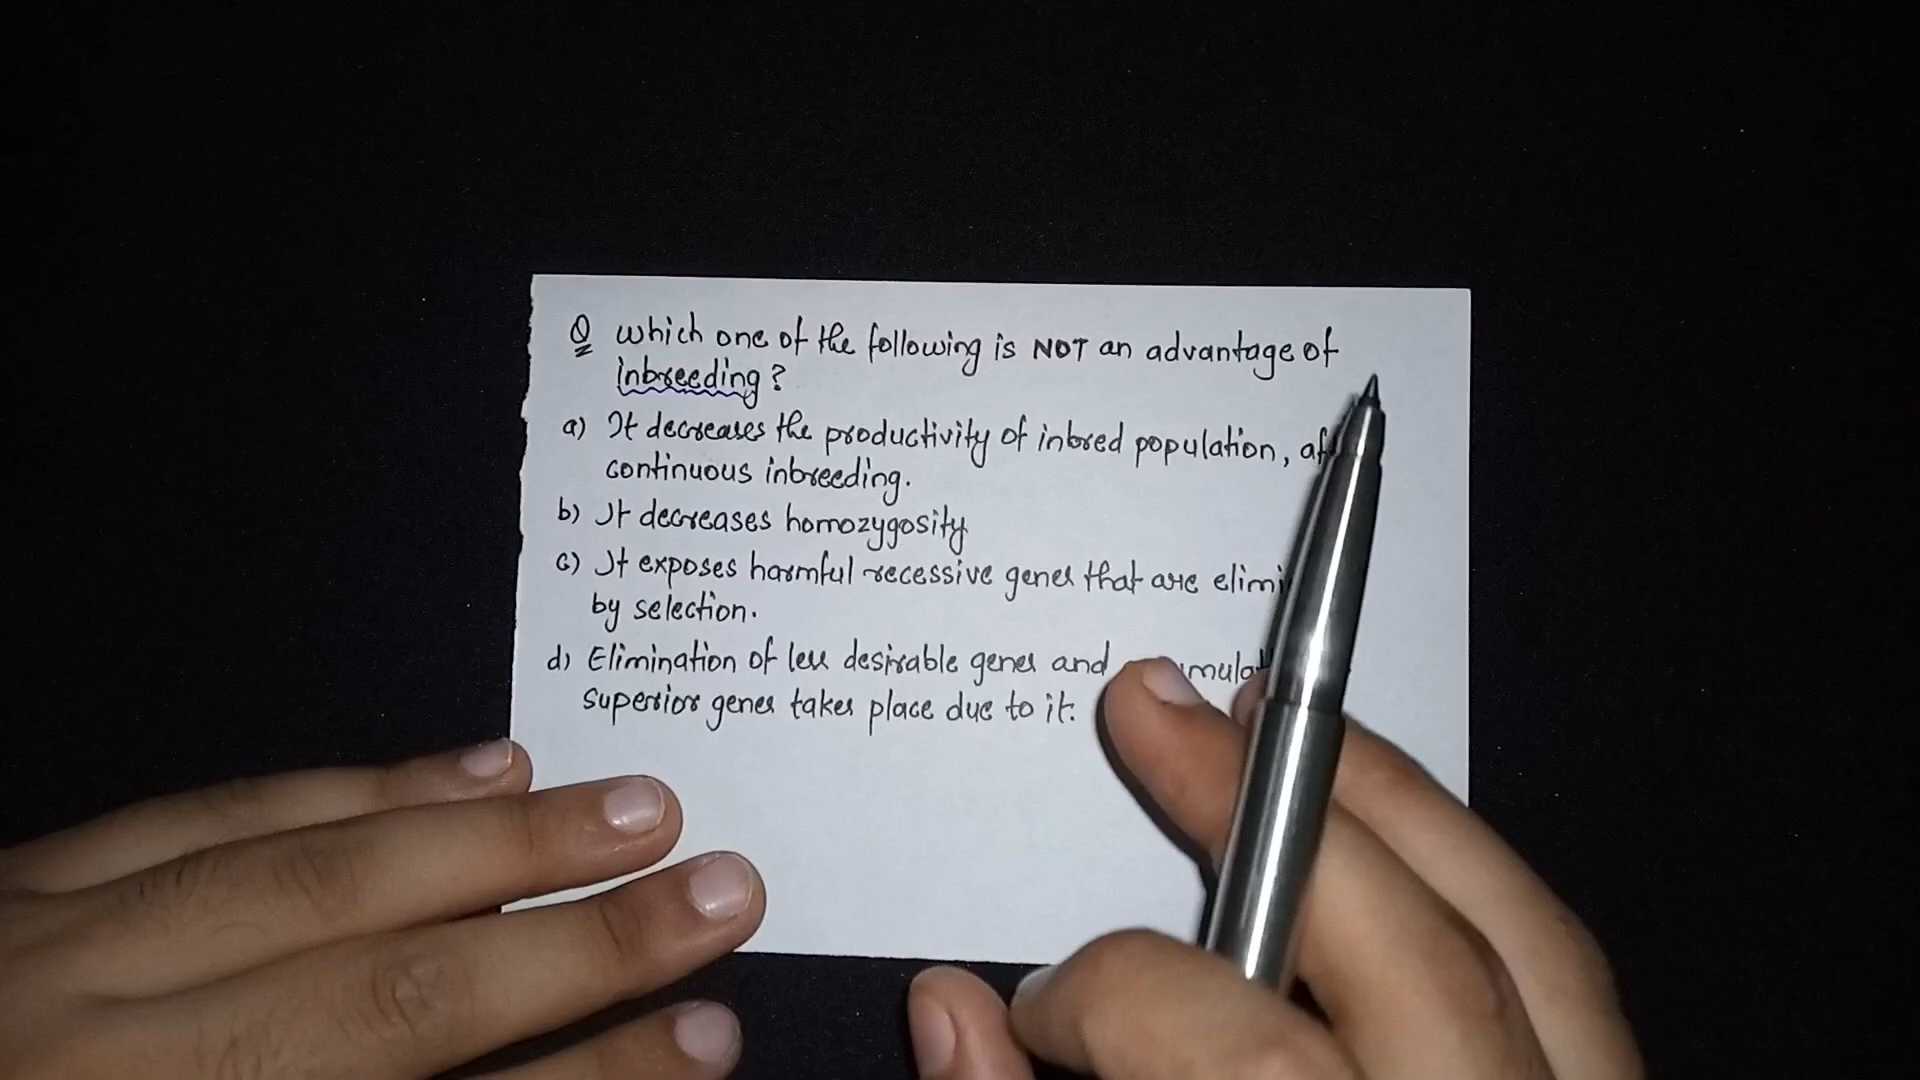 Q which one of the following is NOT an advantage of
inbreeding?
a) It decreases the productivity of inbred population,
continuous inbreeding.
b) It decreases homozygosity
c) It exposes harmful recessive genes that are
by selection.
d) Elimination of less desirable genes and
superior genes takes place due to it.